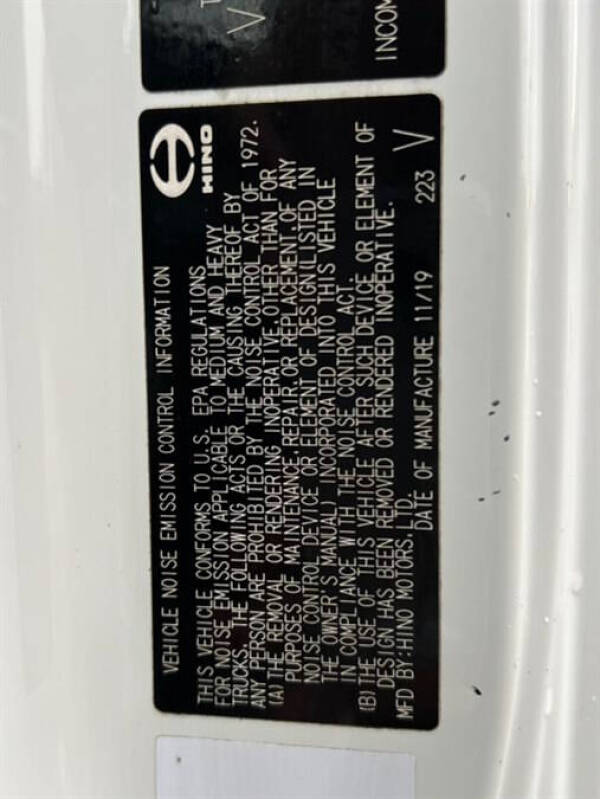 T
V
INCOM
HINO
VEHICLE NOISE EMISSION CONTROL INFORMATION
THIS VEHICLE CONFORMS TO U.S. EPA REGULATIONS
FOR NOISE EMISSION APPLICABLE TO MEDIUM AND HEAVY
TRUCKS. THE FOLLOWING ACTS OR THE CAUSING THEREOF BY
ANY PERSON ARE PROHIBITED BY THE NOISE CONTROL ACT OF 1972.
(A) THE REMOVAL OR RENDERING INOPERATIVE, OTHER THAN FOR
PURPOSES OF MAINTENANCE, REPAIR, OR REPLACEMENT, OF ANY
NOISE CONTROL DEVICE OR ELEMENT OF DESIGN (LISTED IN
THE OWNER'S MANUAL) INCORPORATED INTO THIS VEHICLE
IN COMPLIANCE WITH THE NOISE CONTROL ACT.
(B) THE USE OF THIS VEHICLE AFTER SUCH DEVICE OR ELEMENT OF
DESIGN HAS BEEN REMOVED OR RENDERED INOPERATIVE.
MFD BY:HINO MOTORS, LTD.
DATE OF MANUFACTURE 11/19 223 V